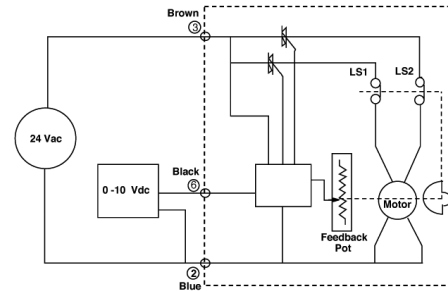 Brown
③
LS1
LS2
24 Vac
Black
⑥
0 -10 Vdc
Motor
Feedback
Pot
②
Blue